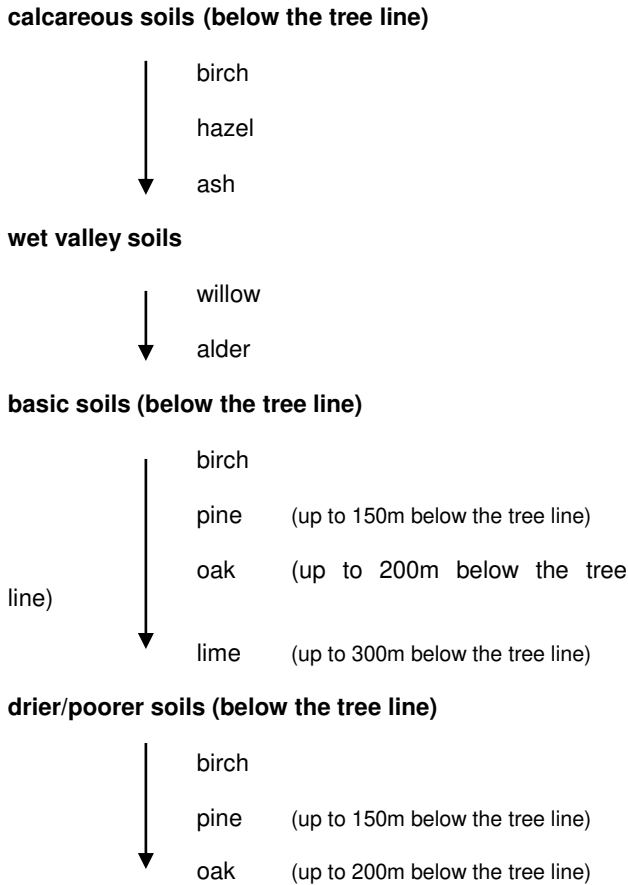 calcareous soils (below the tree line)
birch
hazel
ash
wet valley soils
willow
alder
basic soils (below the tree line)
birch
pine (up to 150m below the tree line)
oak (up to 200m below the tree
line)
lime (up to 300m below the tree line)
drier/poorer soils (below the tree line)
birch
pine (up to 150m below the tree line)
oak (up to 200m below the tree line)